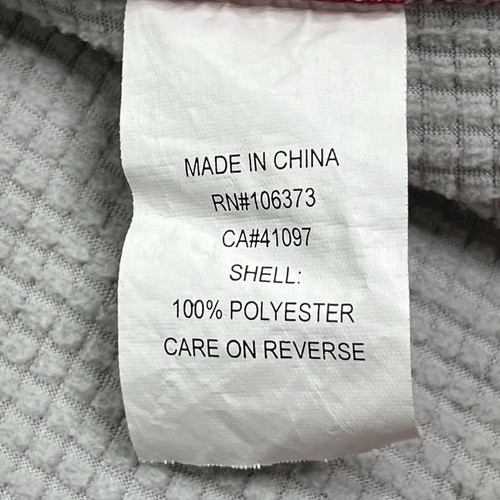 MADE IN CHINA
RN#106373
CA#41097
SHELL:
100% POLYESTER
CARE ON REVERSE